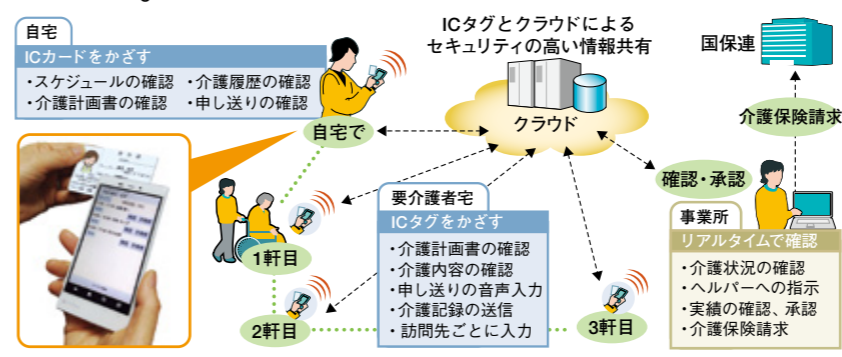 自宅
ICカードをかざす
・スケジュールの確認 ・介護履歴の確認
・介護計画書の確認 ・申し送りの確認
ICタグとクラウドによる
セキュリティの高い情報共有
国保連
クラウド
自宅で
介護保険請求
確認・承認
要介護者宅
ICタグをかざす
・介護計画書の確認
・介護内容の確認
・申し送りの音声入力
・介護記録の送信
・訪問先ごとに入力
事業所
リアルタイムで確認
・介護状況の確認
・ヘルパーへの指示
・実績の確認、承認
・介護保険請求
1軒目
2軒目
3軒目